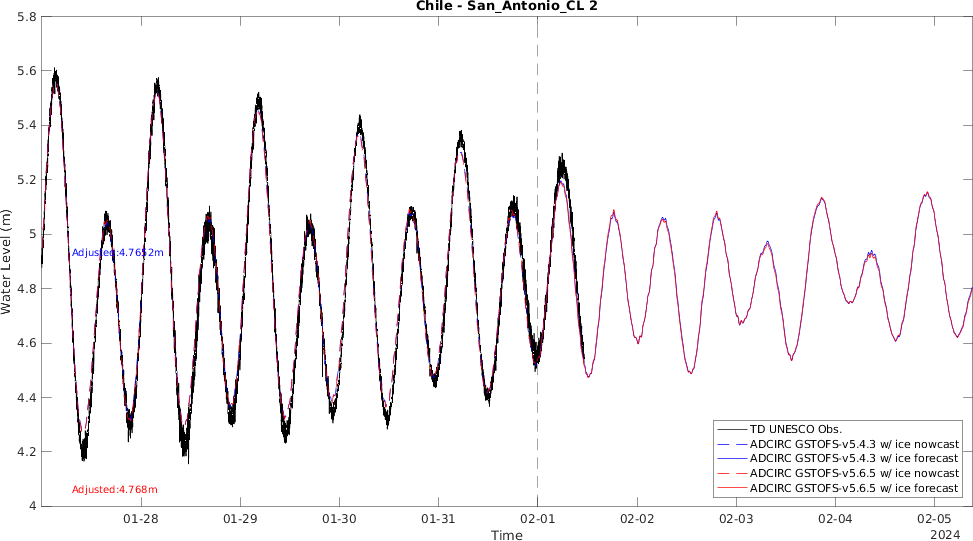 Chile - San_Antonio_CL 2
5.8
5.6
5.4
5.2
5
4.8
4.6
4.4
4.2
4
Water Level (m)
Adjusted:4.7652m
Adjusted:4.768m
TD UNESCO Obs.
ADCIRC GSTOFS-v5.4.3 w/ ice nowcast
ADCIRC GSTOFS-v5.4.3 w/ ice forecast
ADCIRC GSTOFS-v5.6.5 w/ ice nowcast
ADCIRC GSTOFS-v5.6.5 w/ ice forecast
01-28 01-29 01-30 01-31 02-01 02-02 02-03 02-04 02-05
Time
2024